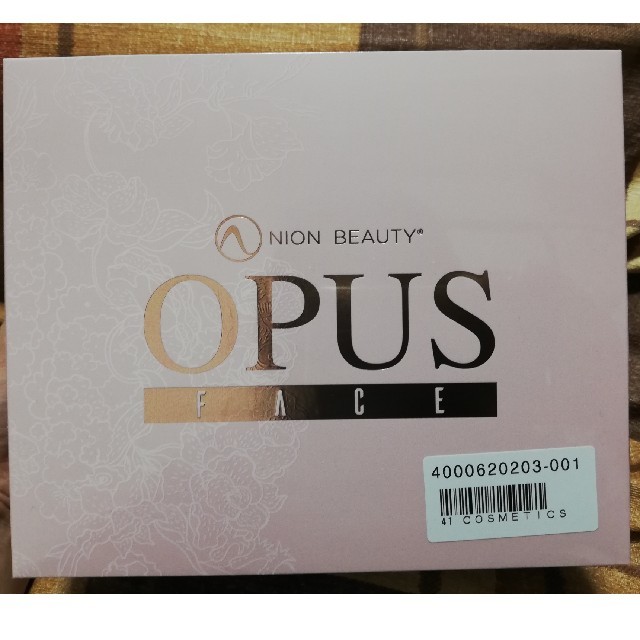 NION BEAUTY®
OPUS
FACE
4000620203-001
41 COSMETICS